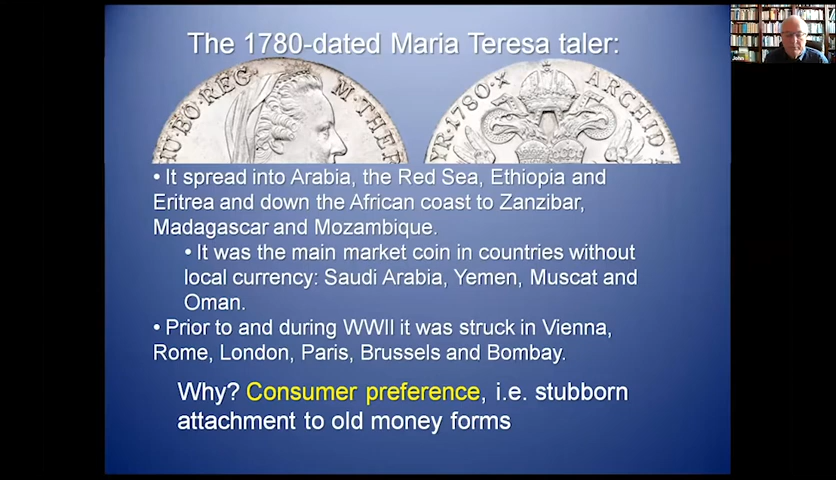 The 1780-dated Maria Teresa taler:
IU·BO·REG· M·THER
YR·1780·X ARCHID·
• It spread into Arabia, the Red Sea, Ethiopia and
Eritrea and down the African coast to Zanzibar,
Madagascar and Mozambique.
• It was the main market coin in countries without
local currency: Saudi Arabia, Yemen, Muscat and
Oman.
• Prior to and during WWII it was struck in Vienna,
Rome, London, Paris, Brussels and Bombay.
Why? Consumer preference, i.e. stubborn
attachment to old money forms
John